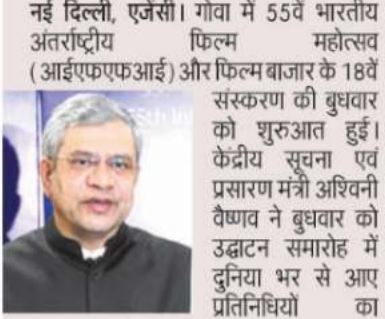 नई दिल्ली, एजेंसी। गोवा में 55वें भारतीय
अंतर्राष्ट्रीय फिल्म महोत्सव
(आईएफएफआई) और फिल्म बाजार के 18वें
संस्करण की बुधवार
को शुरुआत हुई।
केंद्रीय सूचना एवं
प्रसारण मंत्री अश्विनी
वैष्णव ने बुधवार को
उद्घाटन समारोह में
दुनिया भर से आए
प्रतिनिधियों का